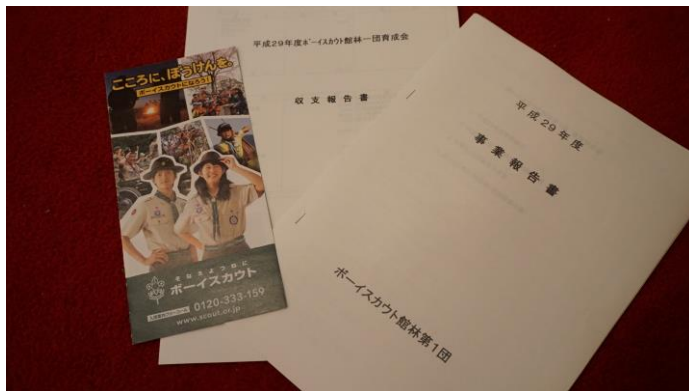 こころに、ぼうけんを。
ボーイスカウトになろう!
そなえよつねに
ボーイスカウト
0120-333-159
www.scout.or.jp
平成29年度ボーイスカウト館林一団育成会
収支報告書
平成29年度
事業報告書
ボーイスカウト館林第1団